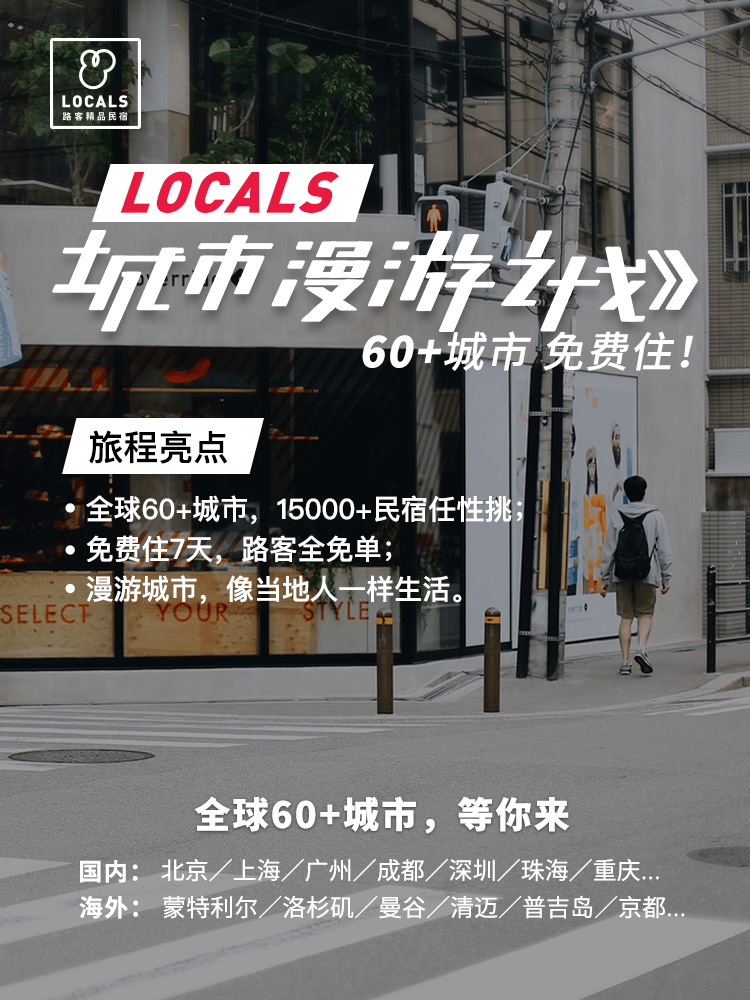 LOCALS
路客精品民宿
LOCALS
城市漫游计划
60+城市 免费住!
旅程亮点
• 全球60+城市，15000+民宿任性挑；
• 免费住7天，路客全免单；
• 漫游城市，像当地人一样生活。
SELECT YOUR STYLE
全球60+城市，等你来
国内： 北京／上海／广州／成都／深圳／珠海／重庆...
海外： 蒙特利尔／洛杉矶／曼谷／清迈／普吉岛／京都...